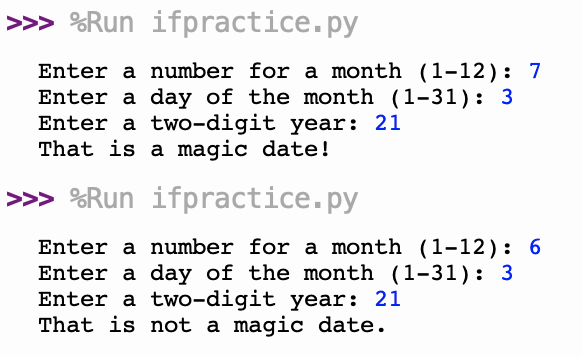 >>> %Run ifpractice.py
Enter a number for a month (1-12): 7
Enter a day of the month (1-31): 3
Enter a two-digit year: 21
That is a magic date!
>>> %Run ifpractice.py
Enter a number for a month (1-12): 6
Enter a day of the month (1-31): 3
Enter a two-digit year: 21
That is not a magic date.